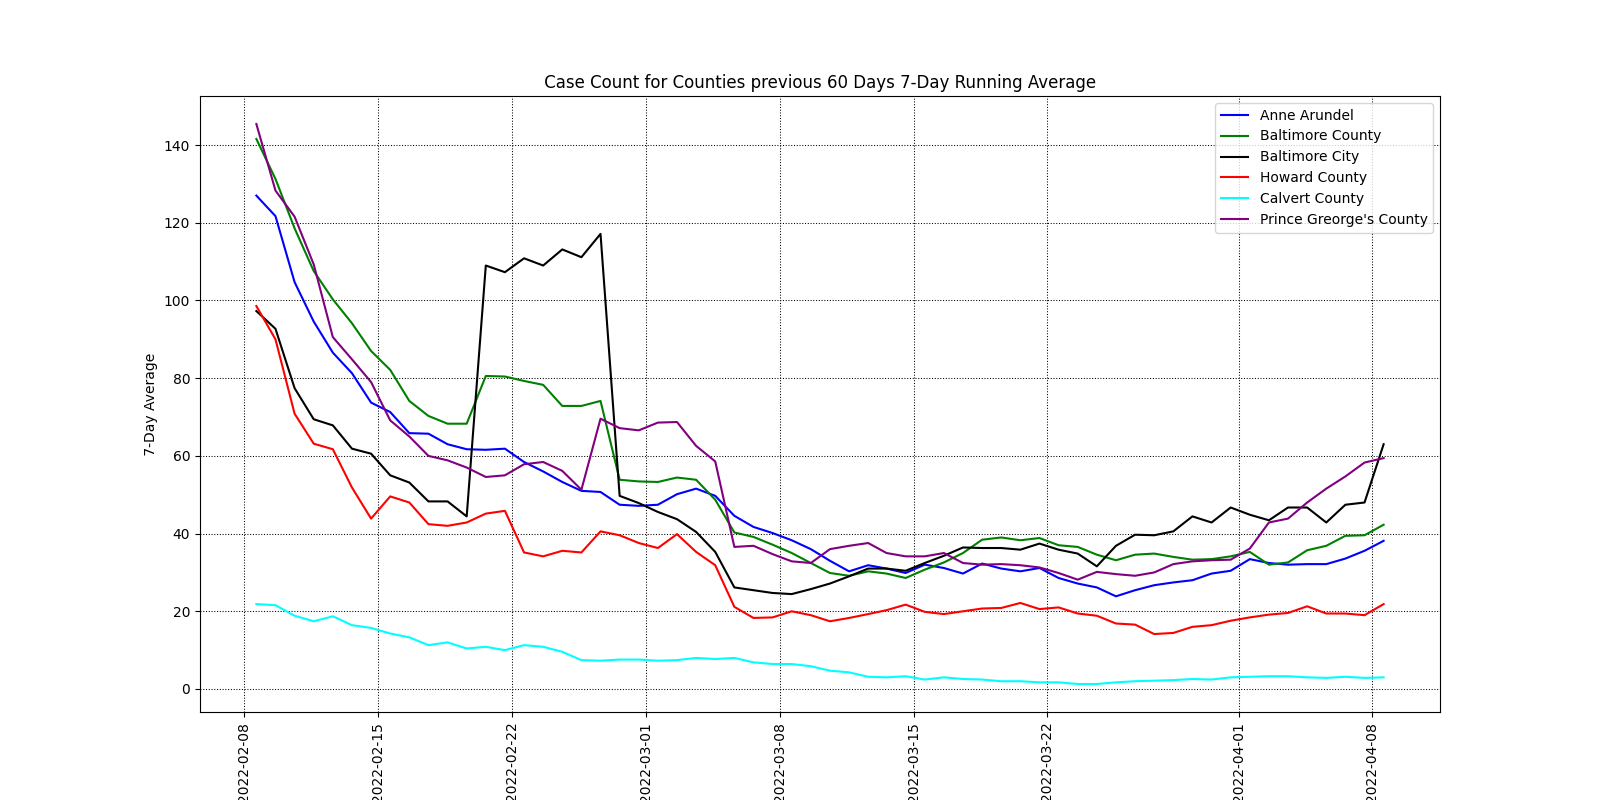 Case Count for Counties previous 60 Days 7-Day Running Average
Anne Arundel
Baltimore County
Baltimore City
Howard County
Calvert County
Prince Greorge's County
7-Day Average
140
120
100
80
60
40
20
0
2022-02-08
2022-02-15
2022-02-22
2022-03-01
2022-03-08
2022-03-15
2022-03-22
2022-04-01
2022-04-08